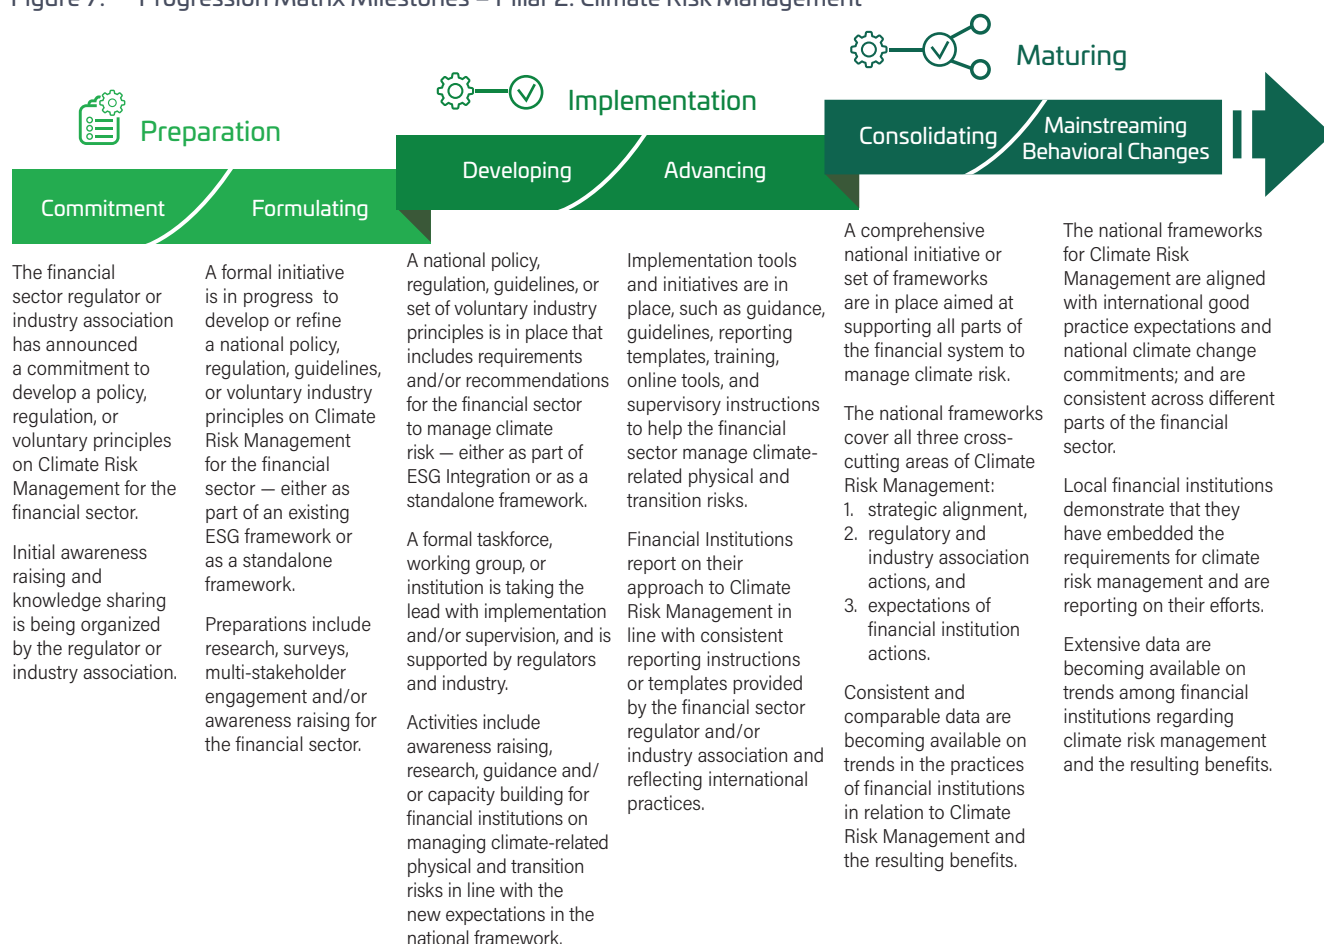 Figure 7. Progression Matrix Milestones – Pillar 2: Climate Risk Management
Preparation
Implementation
Maturing
Commitment
Formulating
Developing
Advancing
Consolidating
Mainstreaming
Behavioral Changes
The financial
sector regulator or
industry association
has announced
a commitment to
develop a policy,
regulation, or
voluntary principles
on Climate Risk
Management for the
financial sector.
Initial awareness
raising and
knowledge sharing
is being organized
by the regulator or
industry association.
A formal initiative
is in progress to
develop or refine
a national policy,
regulation, guidelines,
or voluntary industry
principles on Climate
Risk Management
for the financial
sector — either as
part of an existing
ESG framework or
as a standalone
framework.
Preparations include
research, surveys,
multi-stakeholder
engagement and/or
awareness raising for
the financial sector.
A national policy,
regulation, guidelines, or
set of voluntary industry
principles is in place that
includes requirements
and/or recommendations
for the financial sector
to manage climate
risk — either as part of
ESG Integration or as a
standalone framework.
A formal taskforce,
working group, or
institution is taking the
lead with implementation
and/or supervision, and is
supported by regulators
and industry.
Activities include
awareness raising,
research, guidance and/
or capacity building for
financial institutions on
managing climate-related
physical and transition
risks in line with the
new expectations in the
national framework.
Implementation tools
and initiatives are in
place, such as guidance,
guidelines, reporting
templates, training,
online tools, and
supervisory instructions
to help the financial
sector manage climate-
related physical and
transition risks.
Financial Institutions
report on their
approach to Climate
Risk Management in
line with consistent
reporting instructions
or templates provided
by the financial sector
regulator and/or
industry association and
reflecting international
practices.
A comprehensive
national initiative or
set of frameworks
are in place aimed at
supporting all parts of
the financial system to
manage climate risk.
The national frameworks
cover all three cross-
cutting areas of Climate
Risk Management:
1. strategic alignment,
2. regulatory and
industry association
actions, and
3. expectations of
financial institution
actions.
Consistent and
comparable data are
becoming available on
trends in the practices
of financial institutions
in relation to Climate
Risk Management and
the resulting benefits.
The national frameworks
for Climate Risk
Management are aligned
with international good
practice expectations and
national climate change
commitments; and are
consistent across different
parts of the financial
sector.
Local financial institutions
demonstrate that they
have embedded the
requirements for climate
risk management and are
reporting on their efforts.
Extensive data are
becoming available on
trends among financial
institutions regarding
climate risk management
and the resulting benefits.